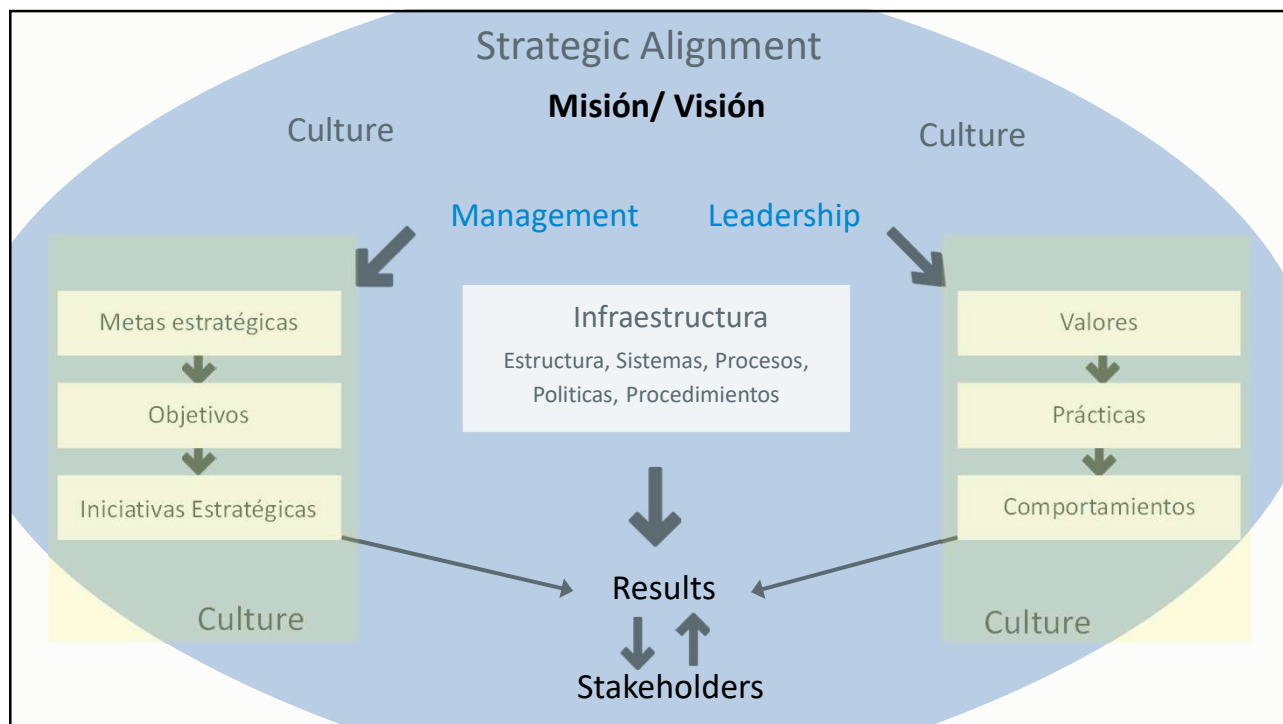 Strategic Alignment
Misión/ Visión
Culture
Culture
Management
Leadership
Metas estratégicas
Objetivos
Iniciativas Estratégicas
Culture
Infraestructura
Estructura, Sistemas, Procesos,
Politicas, Procedimientos
Valores
Prácticas
Comportamientos
Culture
Results
Stakeholders